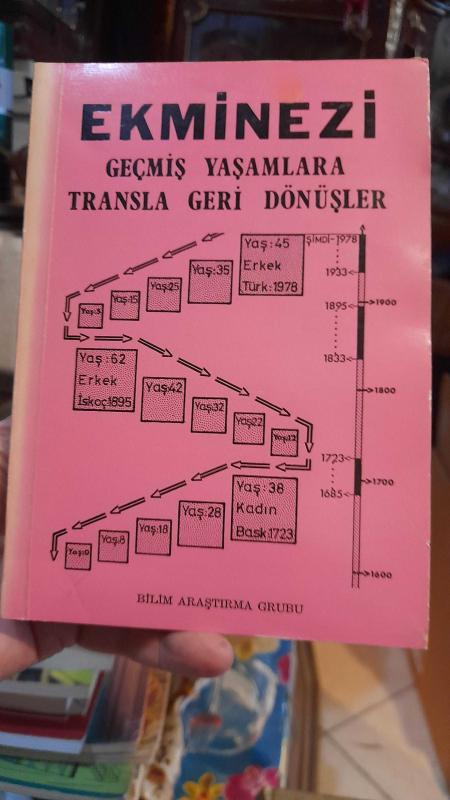 EKMİNEZİ
GEÇMİŞ YAŞAMLARA
TRANSLA GERİ DÖNÜŞLER
Yaş:45
Erkek
Türk:1978
Yaş:35
Yaş:25
Yaş:15
Yaş:5
Yaş:62
Erkek
İskoç:1895
Yaş:42
Yaş:32
Yaş:22
Yaş:12
Yaş:38
Kadın
Bask:1723
Yaş:28
Yaş:18
Yaş:8
Yaş:0
ŞİMDİ-1978
1933
1900
1895
1833
1800
1723
1700
1685
1600
BİLİM ARAŞTIRMA GRUBU